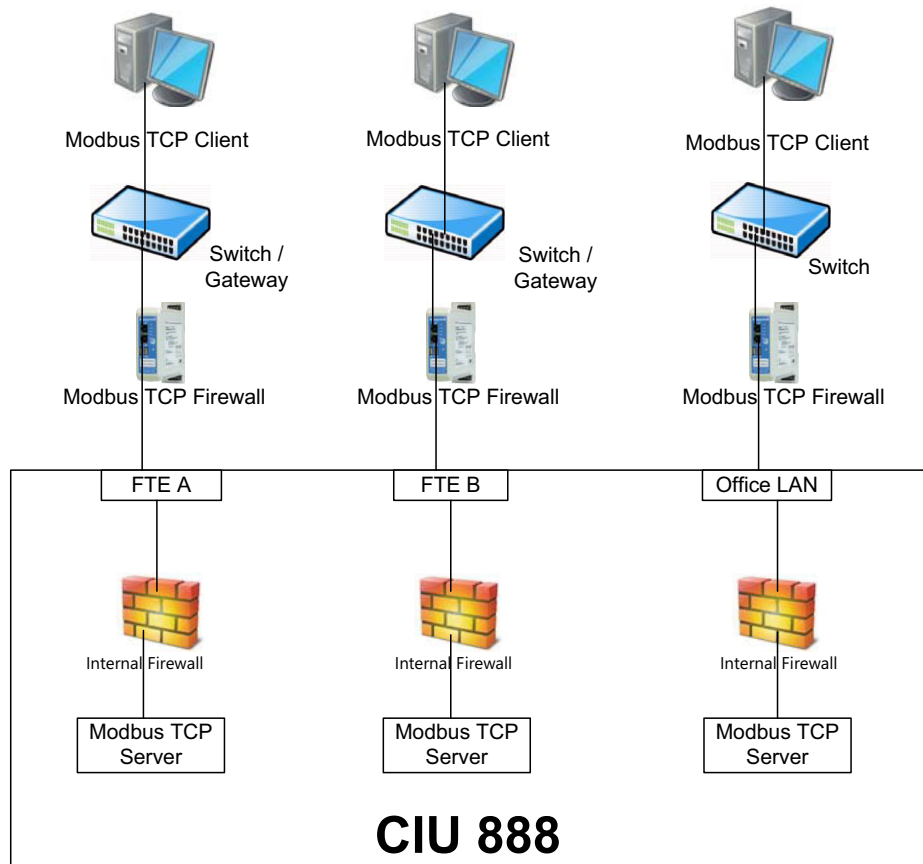 Modbus TCP Client
Modbus TCP Client
Modbus TCP Client
Switch /
Gateway
Switch /
Gateway
Switch
Modbus TCP Firewall
Modbus TCP Firewall
Modbus TCP Firewall
FTE A
FTE B
Office LAN
Internal Firewall
Internal Firewall
Internal Firewall
Modbus TCP
Server
Modbus TCP
Server
Modbus TCP
Server
CIU 888